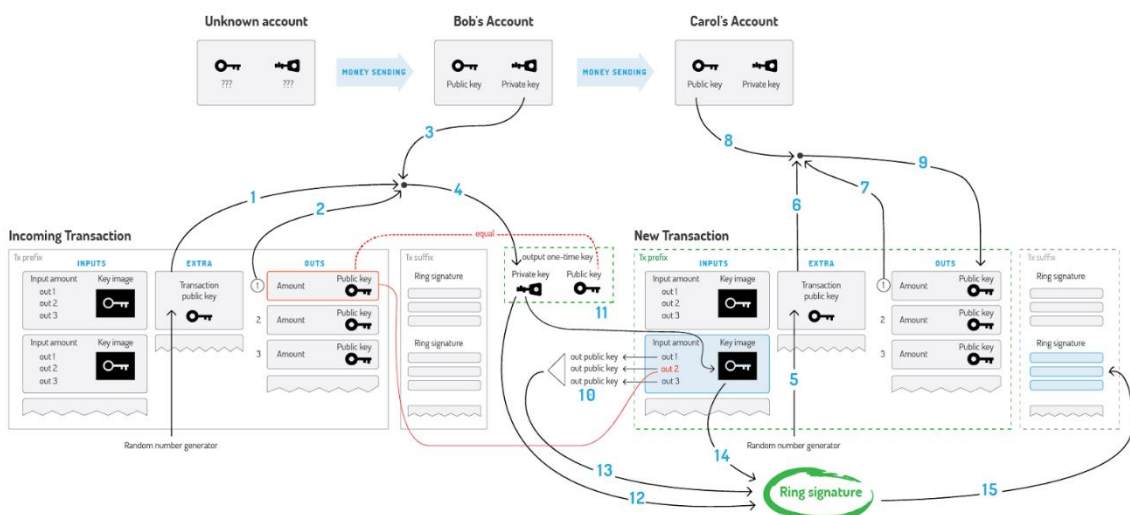 Unknown account
Bob's Account
Carol's Account
???
???
MONEY SENDING
Public key
Private key
MONEY SENDING
Public key
Private key
3
8
9
1
4
2
6
7
Incoming Transaction
Tx prefix
INPUTS
EXTRA
OUTS
Input amount
out 1
out 2
out 3
Key image
Transaction
public key
1
Amount
Public key
2
Amount
Public key
3
Amount
Public key
Input amount
out 1
out 2
out 3
Key image
Random number generator
Tx suffix
Ring signature
Ring signature
equal
output one-time key
Private key
Public key
11
New Transaction
Tx prefix
INPUTS
EXTRA
OUTS
Input amount
out 1
out 2
out 3
Key image
Transaction
public key
1
Amount
Public key
2
Amount
Public key
3
Amount
Public key
Input amount
out public key
out 1
out public key
out 2
out public key
out 3
Key image
10
5
Random number generator
Tx suffix
Ring signature
Ring signature
14
13
12
Ring signature
15